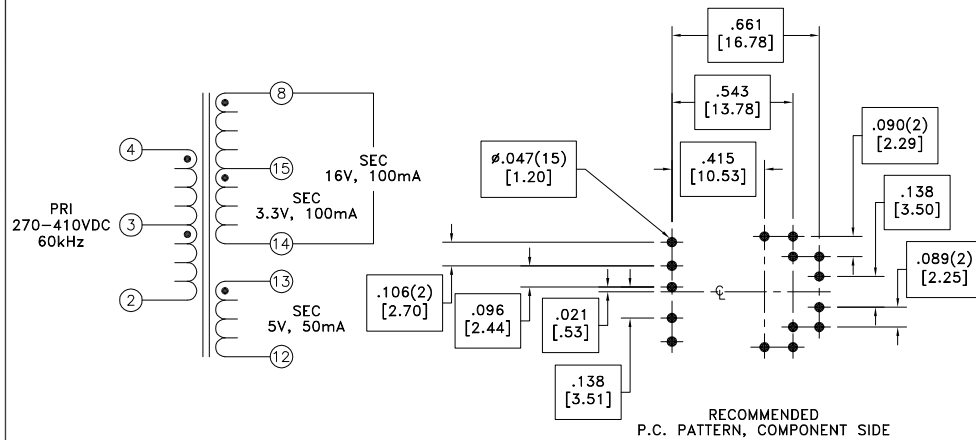 4
3
2
PRI
270-410VDC
60kHz
8
15
14
13
12
SEC
16V, 100mA
SEC
3.3V, 100mA
SEC
5V, 50mA
.661
[16.78]
.543
[13.78]
.415
[10.53]
ø.047(15)
[1.20]
.090(2)
[2.29]
.138
[3.50]
.089(2)
[2.25]
.106(2)
[2.70]
.096
[2.44]
.021
[.53]
.138
[3.51]
℄
RECOMMENDED
P.C. PATTERN, COMPONENT SIDE